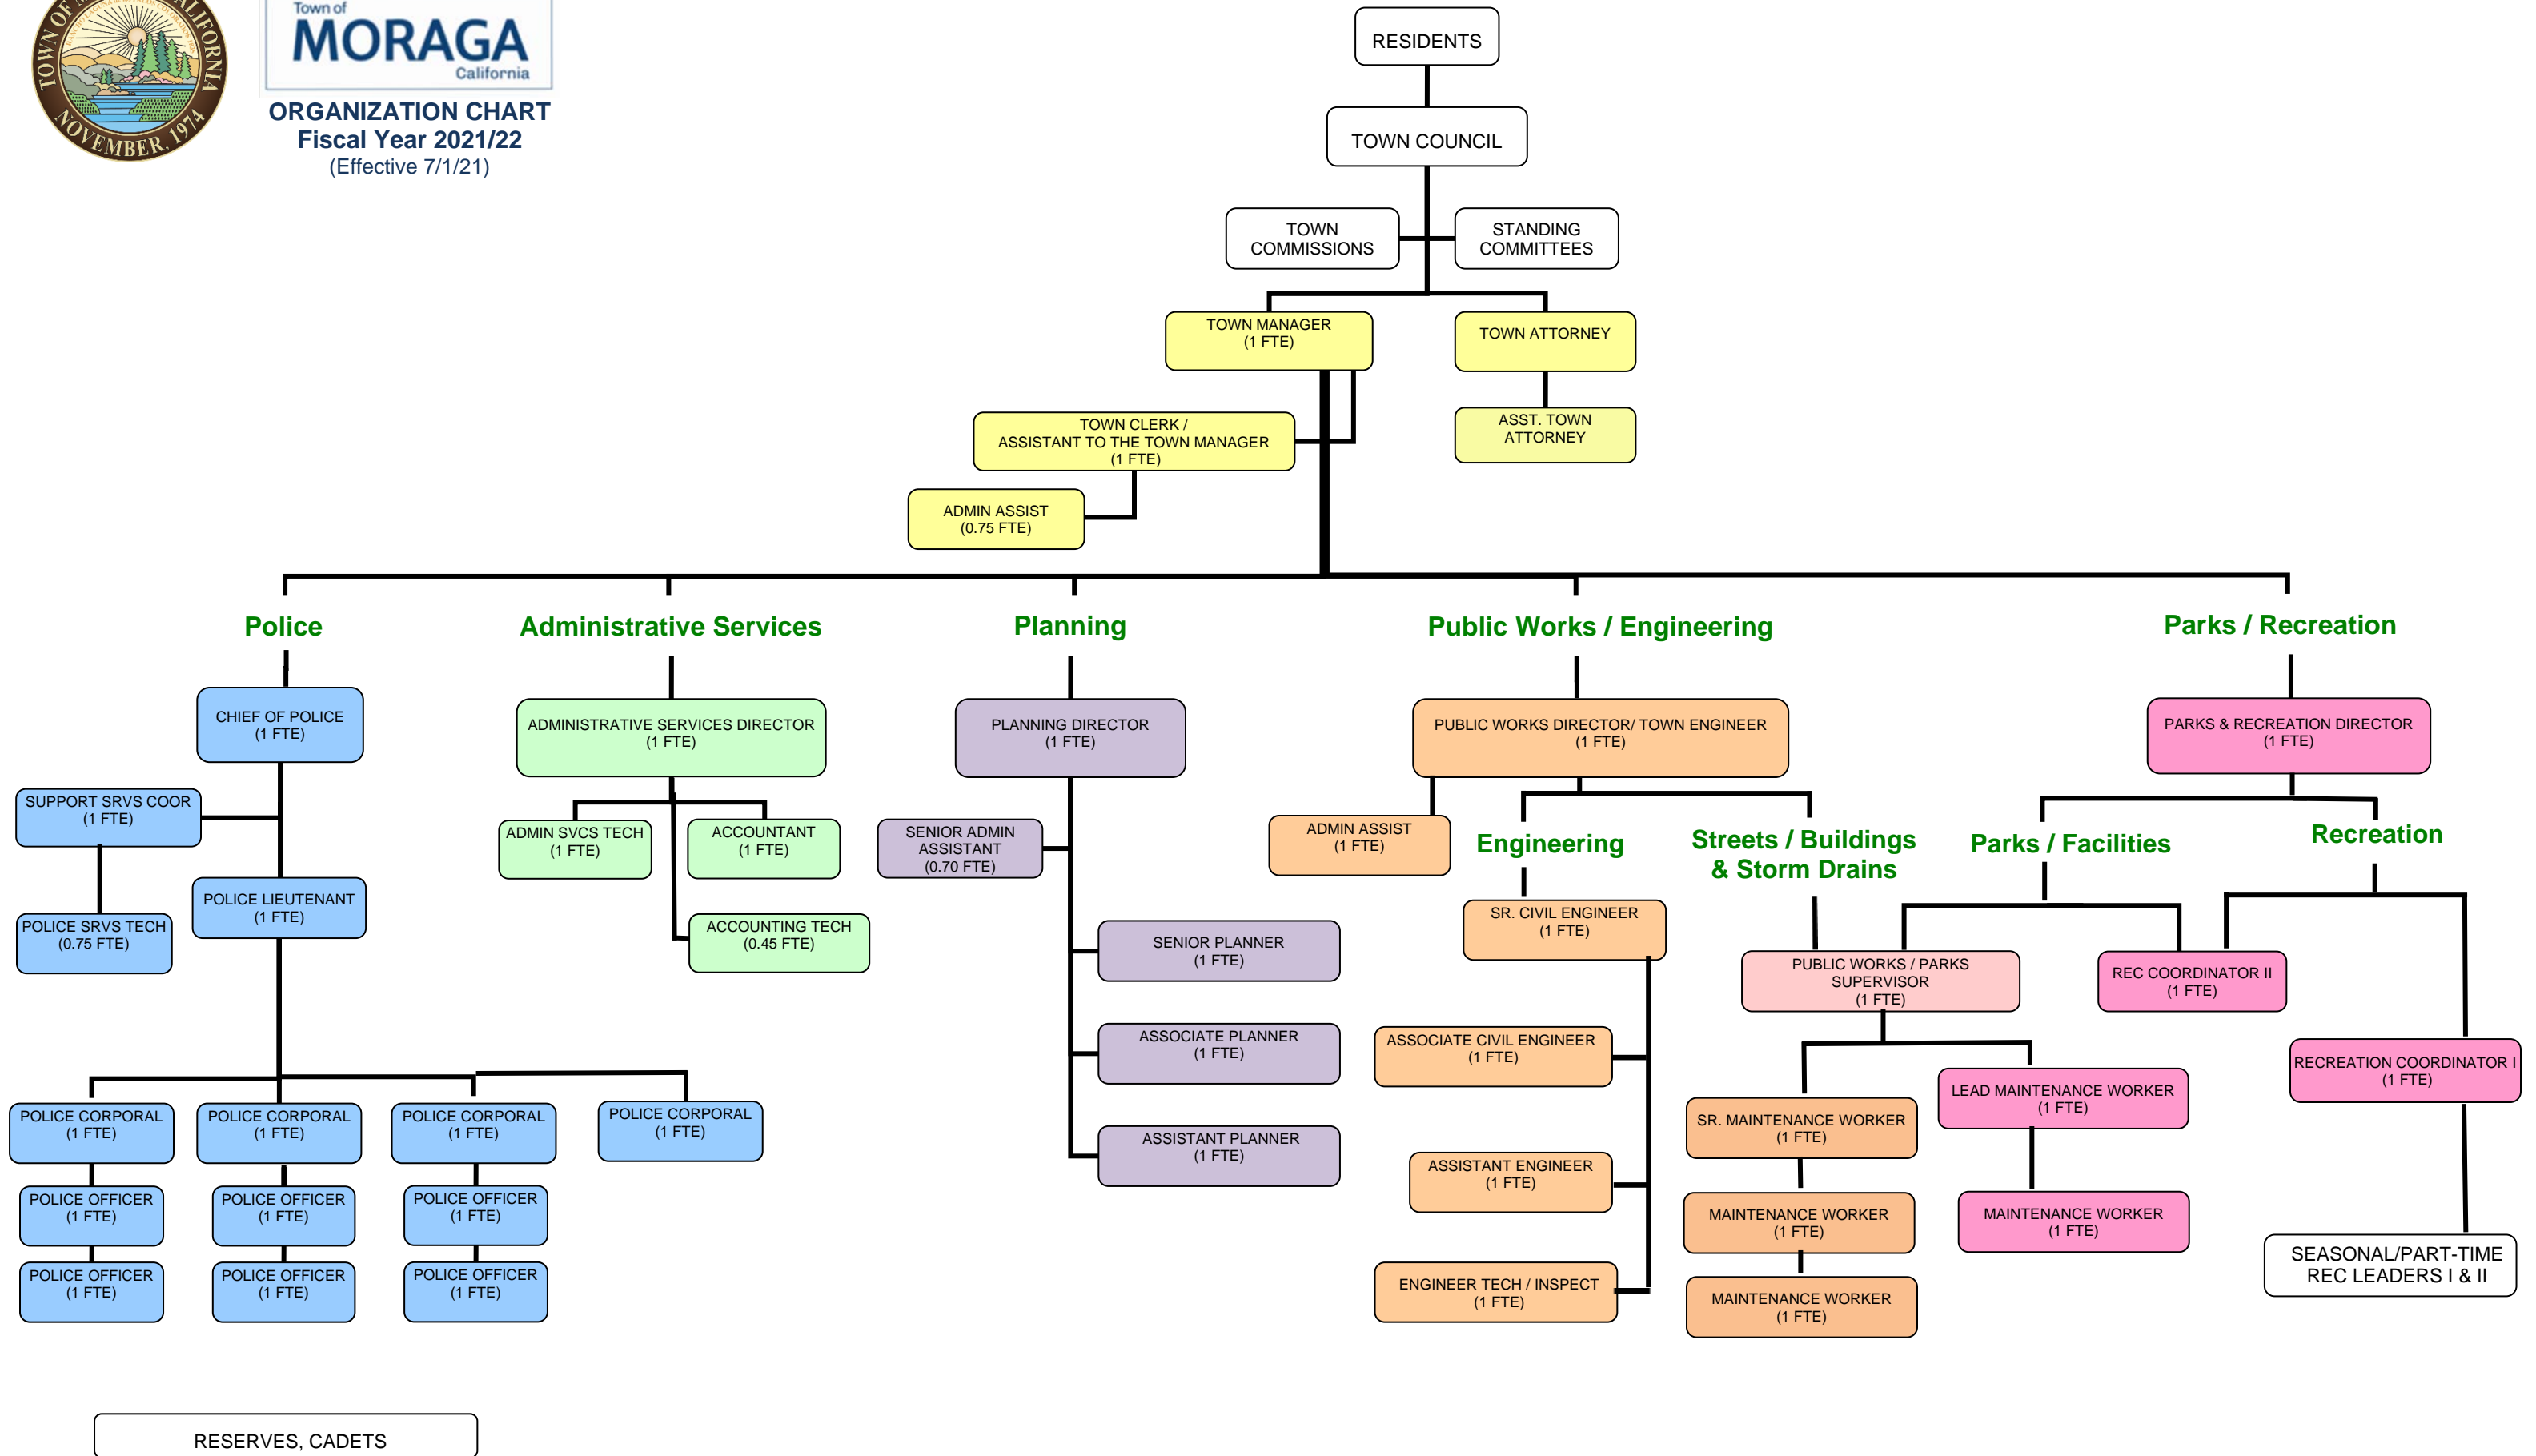 TOWN OF
CALIFORNIA
NOVEMBER, 1974
Town of
MORAGA
California
ORGANIZATION CHART
Fiscal Year 2021/22
(Effective 7/1/21)
RESIDENTS
TOWN COUNCIL
TOWN
COMMISSIONS
STANDING
COMMITTEES
TOWN MANAGER
(1 FTE)
TOWN ATTORNEY
TOWN CLERK /
ASSISTANT TO THE TOWN MANAGER
(1 FTE)
ASST. TOWN
ATTORNEY
ADMIN ASSIST
(0.75 FTE)
Police
Administrative Services
Planning
Public Works / Engineering
Parks / Recreation
CHIEF OF POLICE
(1 FTE)
SUPPORT SRVS COOR
(1 FTE)
POLICE LIEUTENANT
(1 FTE)
POLICE SRVS TECH
(0.75 FTE)
POLICE CORPORAL
(1 FTE)
POLICE CORPORAL
(1 FTE)
POLICE CORPORAL
(1 FTE)
POLICE CORPORAL
(1 FTE)
POLICE OFFICER
(1 FTE)
POLICE OFFICER
(1 FTE)
POLICE OFFICER
(1 FTE)
POLICE OFFICER
(1 FTE)
POLICE OFFICER
(1 FTE)
POLICE OFFICER
(1 FTE)
RESERVES, CADETS
ADMINISTRATIVE SERVICES DIRECTOR
(1 FTE)
ADMIN SVCS TECH
(1 FTE)
ACCOUNTANT
(1 FTE)
ACCOUNTING TECH
(0.45 FTE)
PLANNING DIRECTOR
(1 FTE)
SENIOR ADMIN
ASSISTANT
(0.70 FTE)
SENIOR PLANNER
(1 FTE)
ASSOCIATE PLANNER
(1 FTE)
ASSISTANT PLANNER
(1 FTE)
PUBLIC WORKS DIRECTOR/ TOWN ENGINEER
(1 FTE)
ADMIN ASSIST
(1 FTE)
Engineering
SR. CIVIL ENGINEER
(1 FTE)
ASSOCIATE CIVIL ENGINEER
(1 FTE)
ASSISTANT ENGINEER
(1 FTE)
ENGINEER TECH / INSPECT
(1 FTE)
Streets / Buildings
& Storm Drains
PUBLIC WORKS / PARKS
SUPERVISOR
(1 FTE)
SR. MAINTENANCE WORKER
(1 FTE)
MAINTENANCE WORKER
(1 FTE)
MAINTENANCE WORKER
(1 FTE)
PARKS & RECREATION DIRECTOR
(1 FTE)
Parks / Facilities
Recreation
REC COORDINATOR II
(1 FTE)
LEAD MAINTENANCE WORKER
(1 FTE)
MAINTENANCE WORKER
(1 FTE)
RECREATION COORDINATOR I
(1 FTE)
SEASONAL/PART-TIME
REC LEADERS I & II